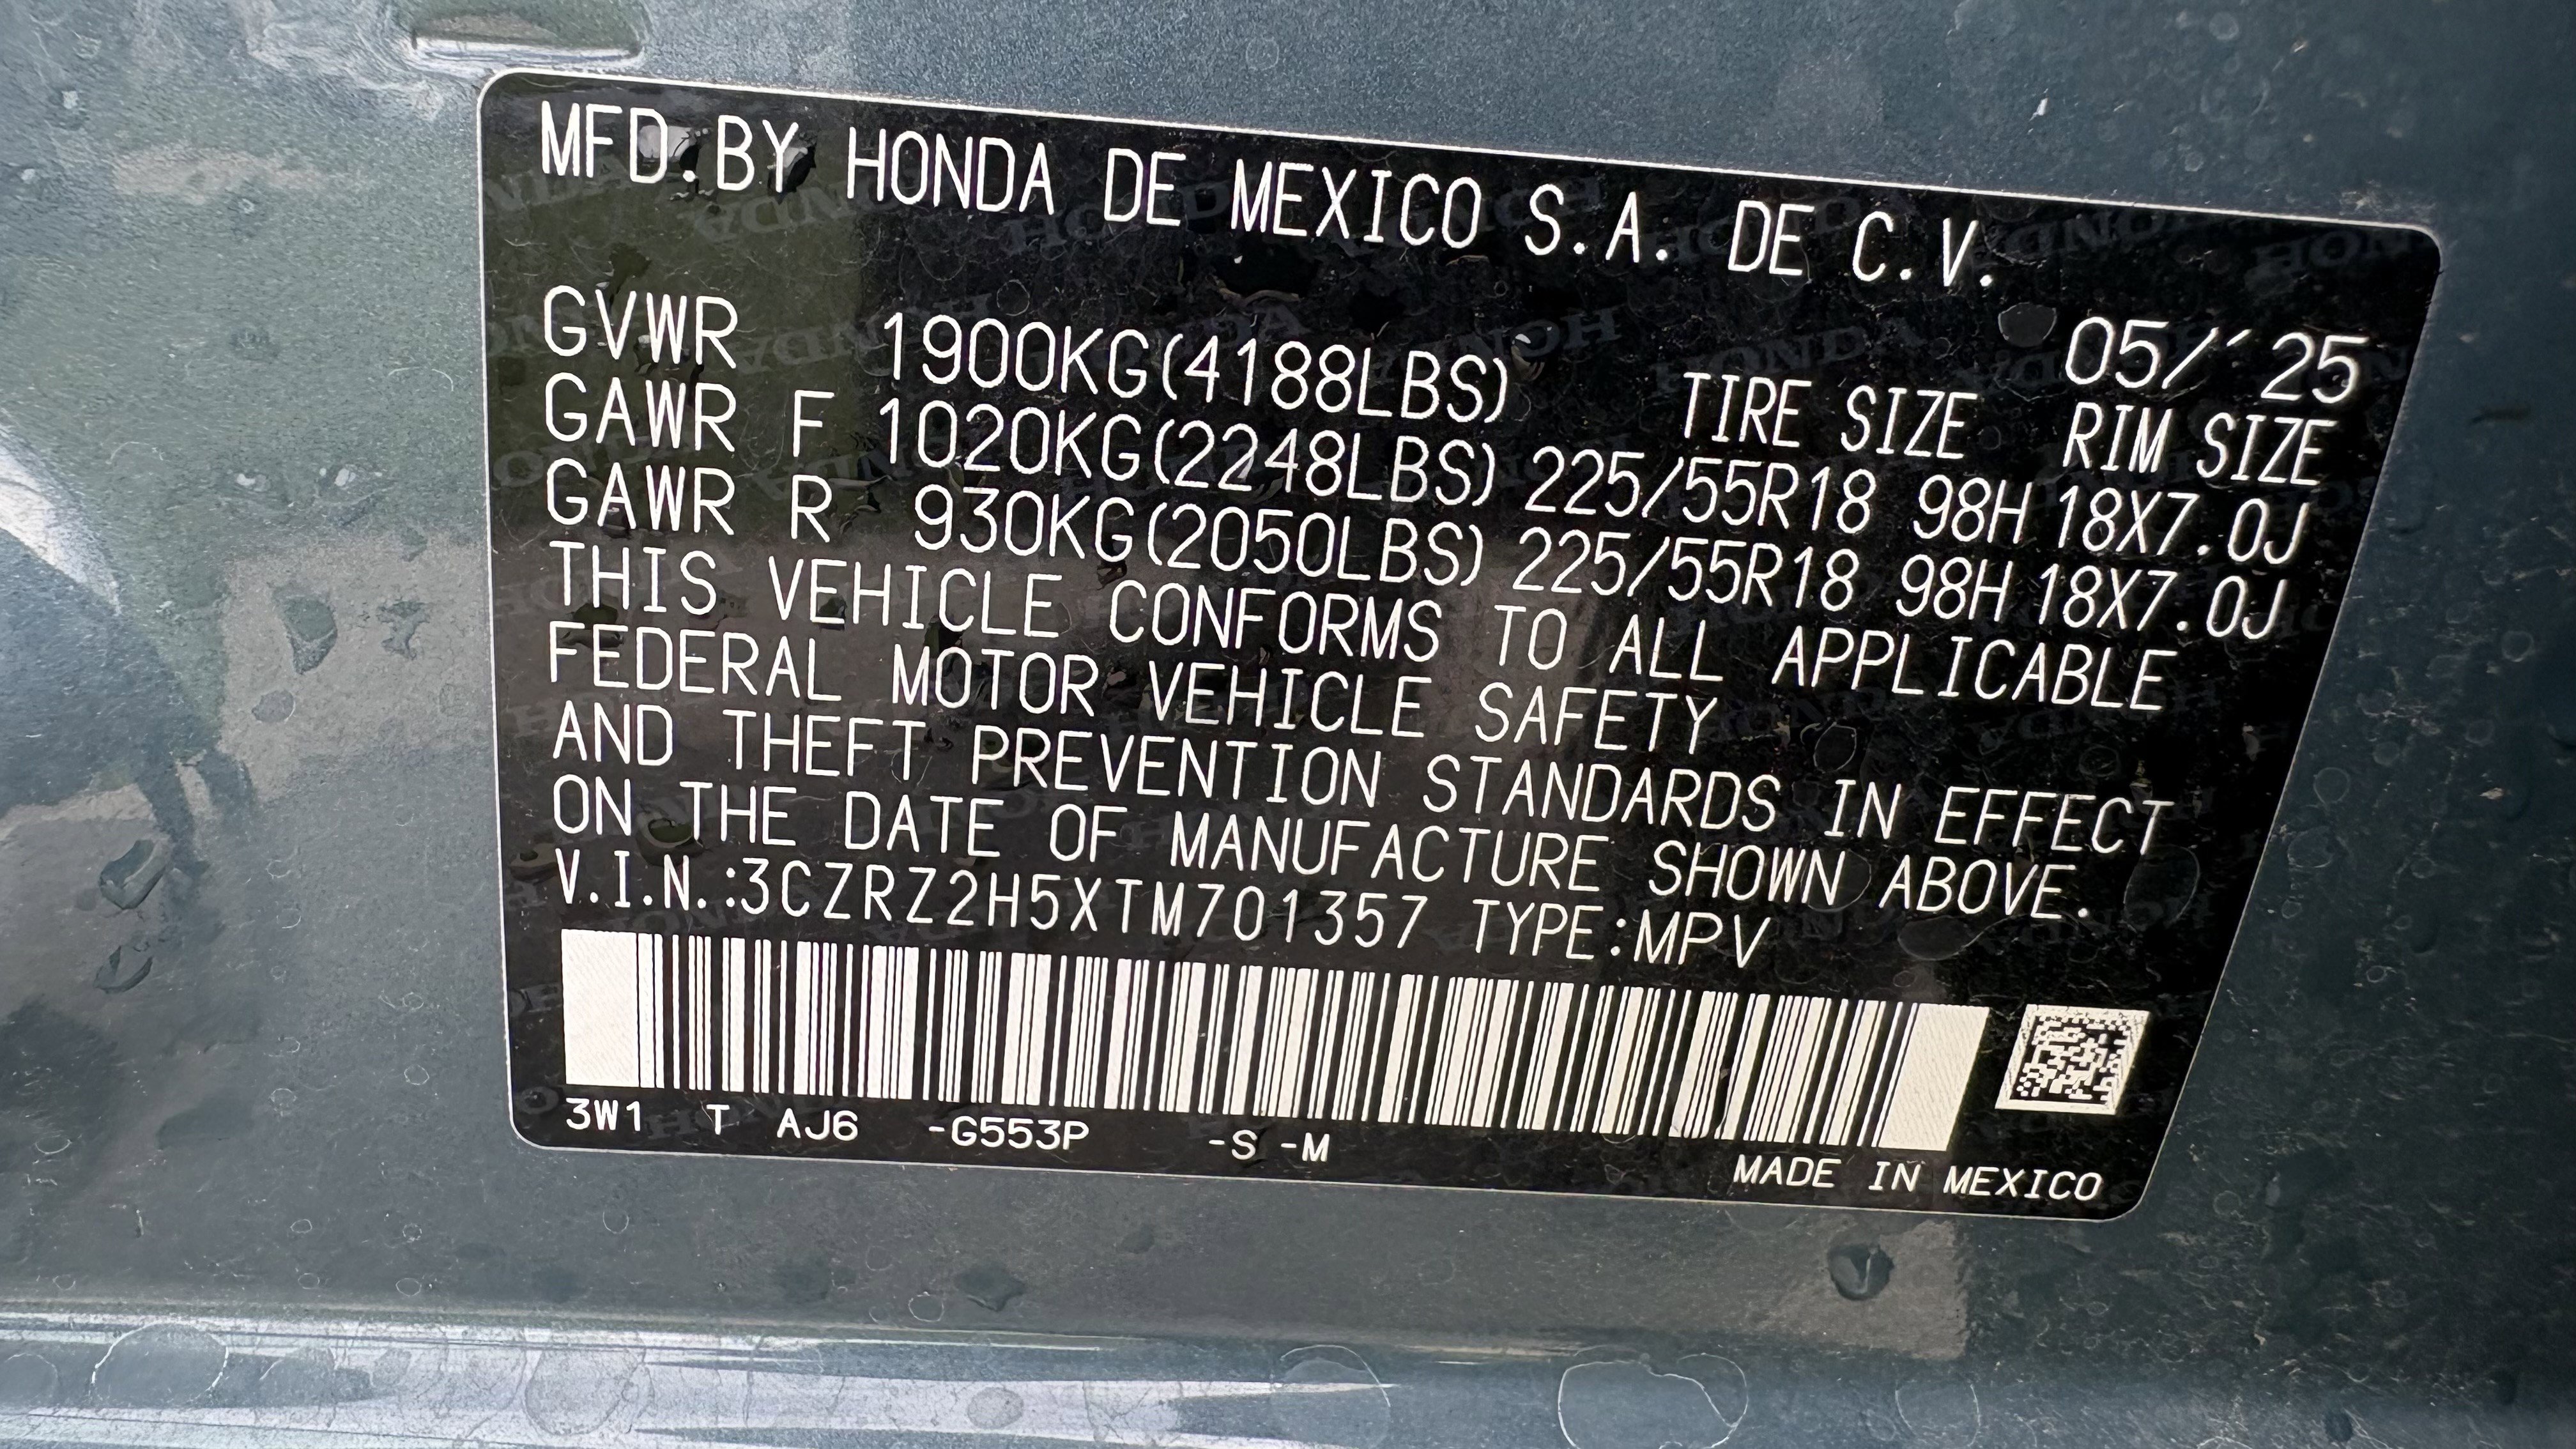 MFD.BY HONDA DE MEXICO S.A. DE C.V.
05/´25
GVWR 1900KG(4188LBS) TIRE SIZE RIM SIZE
GAWR F 1020KG(2248LBS) 225/55R18 98H 18X7.0J
GAWR R 930KG(2050LBS) 225/55R18 98H 18X7.0J
THIS VEHICLE CONFORMS TO ALL APPLICABLE
FEDERAL MOTOR VEHICLE SAFETY
AND THEFT PREVENTION STANDARDS IN EFFECT
ON THE DATE OF MANUFACTURE SHOWN ABOVE.
V.I.N.:3CZRZ2H5XTM701357 TYPE:MPV
3W1 T AJ6 -G553P -S -M
MADE IN MEXICO